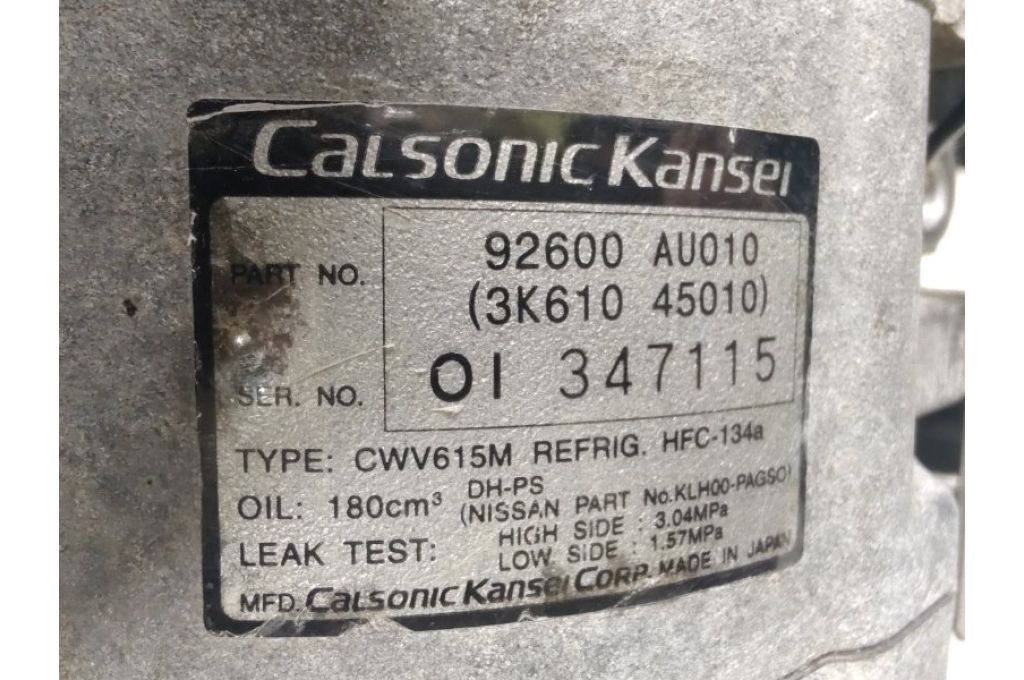 CALSONIC KANSEI
PART NO. 92600 AU010
(3K610 45010)
SER. NO. 01 347115
TYPE: CWV615M REFRIG. HFC-134a
OIL: 180cm³ DH-PS
(NISSAN PART No.KLH00-PAGSO)
LEAK TEST: HIGH SIDE : 3.04MPa
LOW SIDE : 1.57MPa
MFD. CALSONIC KANSEI CORP. MADE IN JAPAN